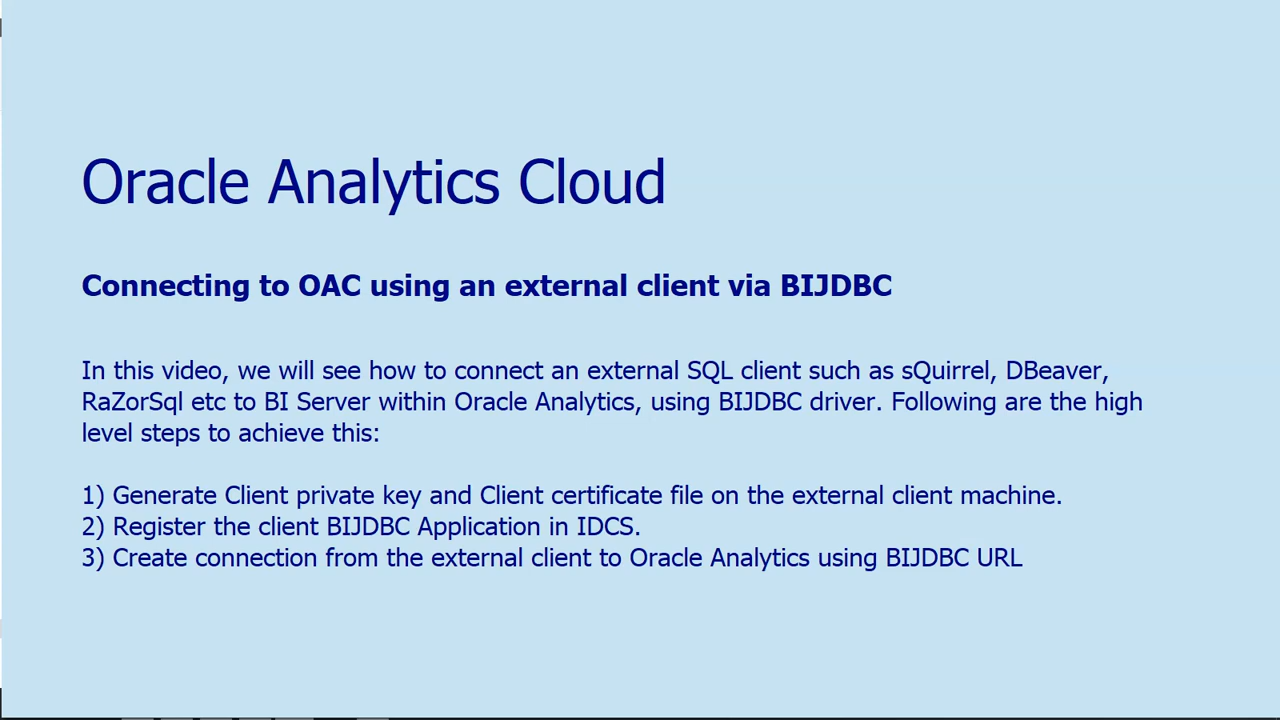 Oracle Analytics Cloud
Connecting to OAC using an external client via BIJDBC
In this video, we will see how to connect an external SQL client such as sQuirrel, DBeaver,
RaZorSql etc to BI Server within Oracle Analytics, using BIJDBC driver. Following are the high
level steps to achieve this:
1) Generate Client private key and Client certificate file on the external client machine.
2) Register the client BIJDBC Application in IDCS.
3) Create connection from the external client to Oracle Analytics using BIJDBC URL